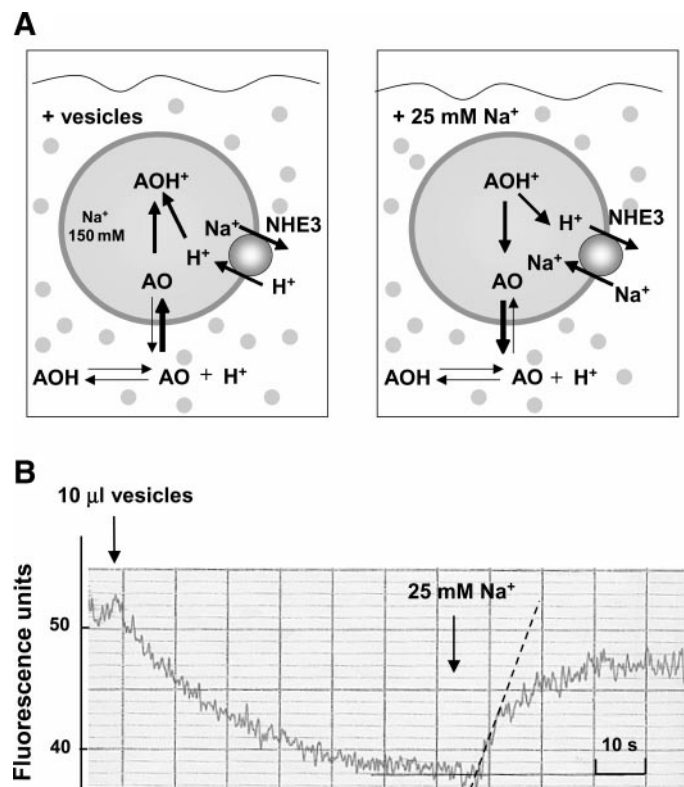 A
+ vesicles
AOH⁺
Na⁺
150 mM
Na⁺
NHE3
H⁺
H⁺
AO
AOH
AO + H⁺
+ 25 mM Na⁺
AOH⁺
H⁺
NHE3
Na⁺
Na⁺
AO
AOH
AO + H⁺
B
10 μl vesicles
25 mM Na⁺
Fluorescence units
50
40
10 s